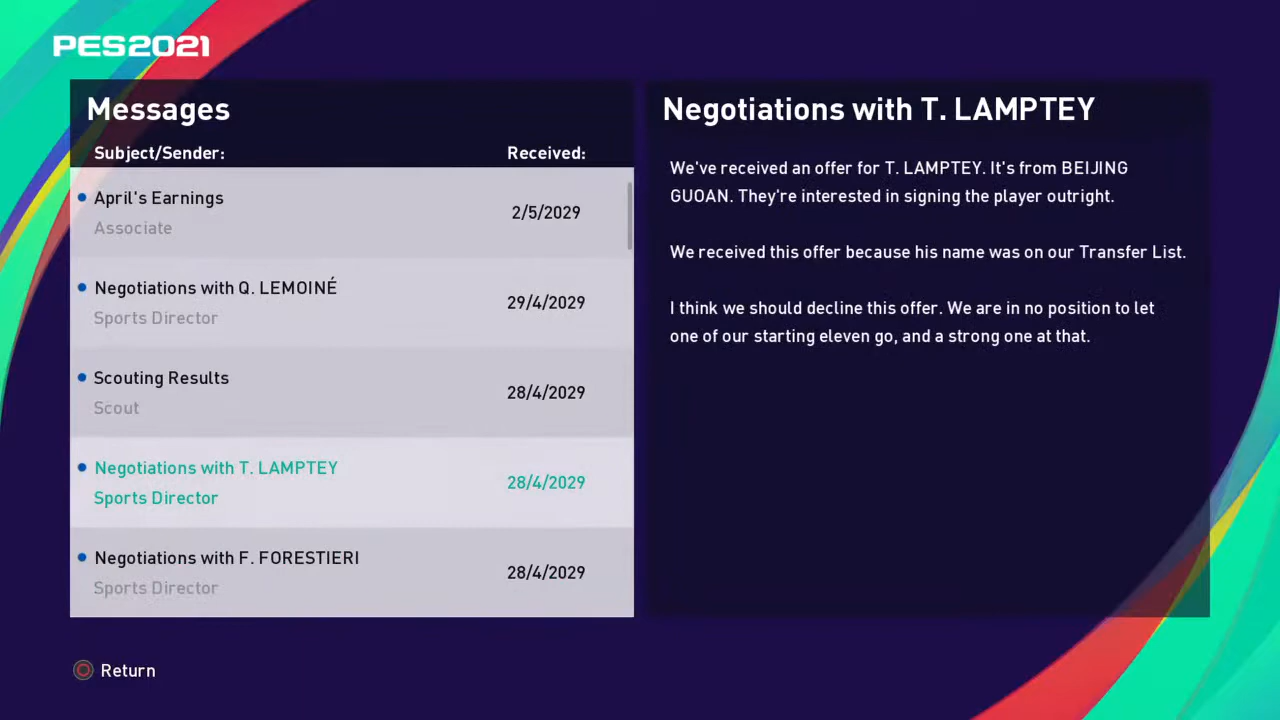 PES2021
Messages
Subject/Sender:
Received:
April's Earnings
Associate
2/5/2029
Negotiations with Q. LEMOINÉ
Sports Director
29/4/2029
Scouting Results
Scout
28/4/2029
Negotiations with T. LAMPTEY
Sports Director
28/4/2029
Negotiations with F. FORESTIERI
Sports Director
28/4/2029
Negotiations with T. LAMPTEY
We've received an offer for T. LAMPTEY. It's from BEIJING
GUOAN. They're interested in signing the player outright.
We received this offer because his name was on our Transfer List.
I think we should decline this offer. We are in no position to let
one of our starting eleven go, and a strong one at that.
Return